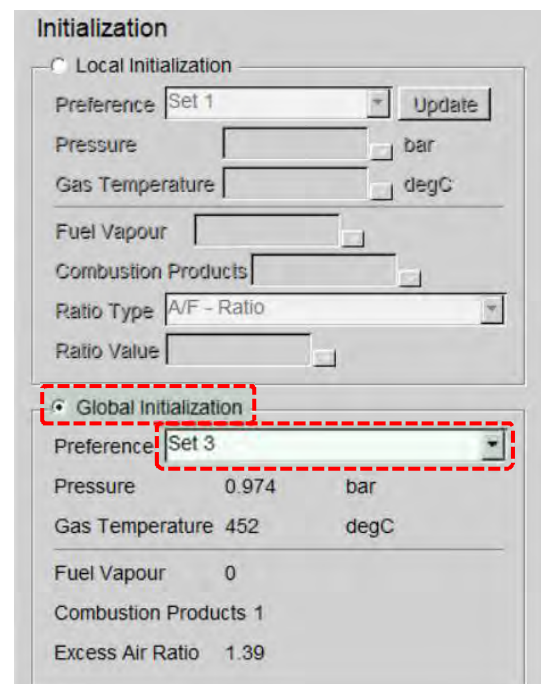 Initialization
Local Initialization
Preference Set 1 Update
Pressure bar
Gas Temperature degC
Fuel Vapour
Combustion Products
Ratio Type A/F - Ratio
Ratio Value
Global Initialization
Preference Set 3
Pressure 0.974 bar
Gas Temperature 452 degC
Fuel Vapour 0
Combustion Products 1
Excess Air Ratio 1.39